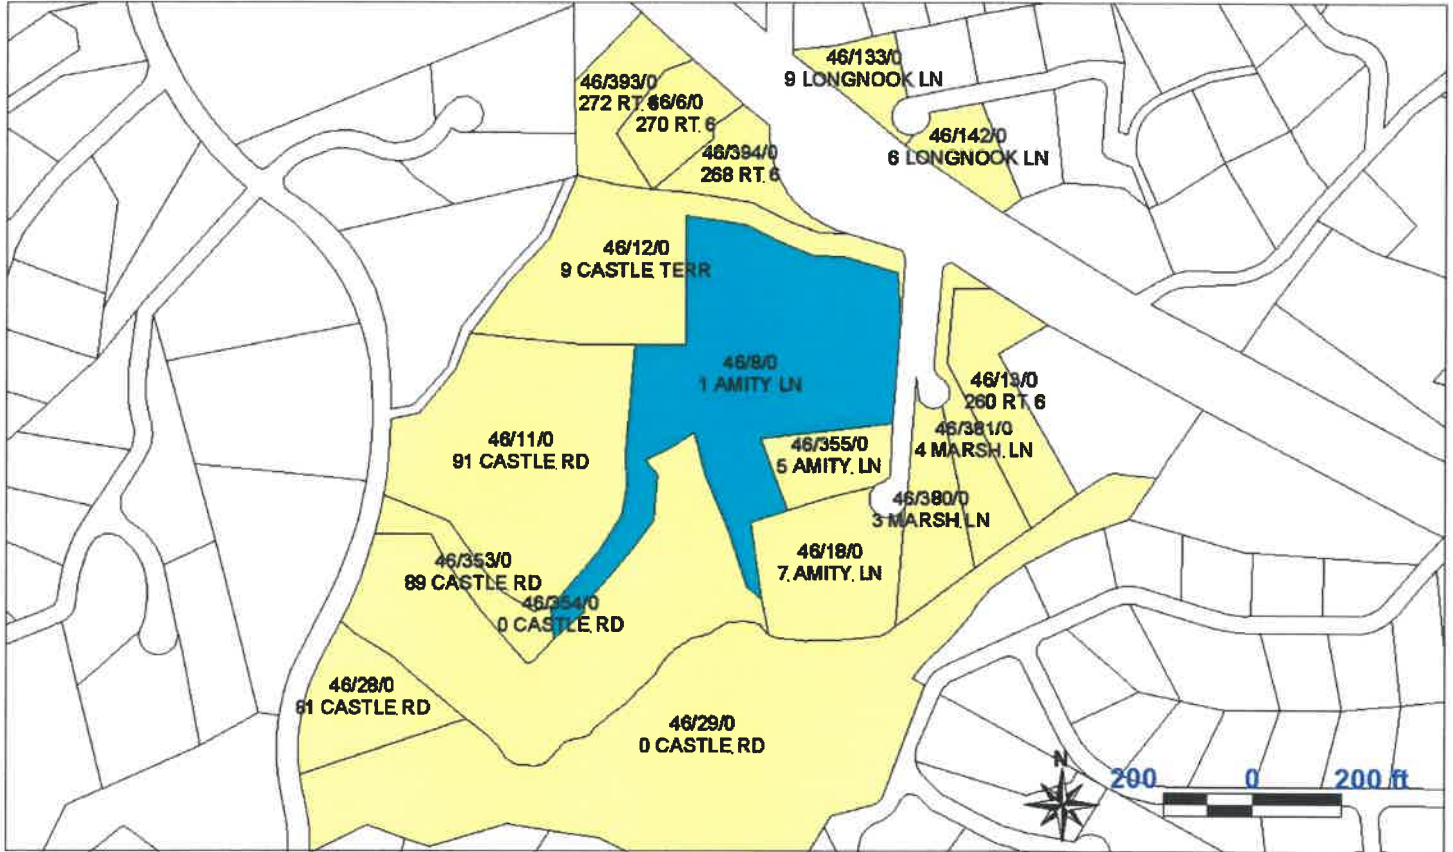 46/133/0
9 LONGNOOK LN
46/393/0
272 RT. 6
46/6/0
270 RT. 6
46/142/0
6 LONGNOOK LN
46/394/0
268 RT. 6
46/12/0
9 CASTLE TERR
46/8/0
1 AMITY LN
46/13/0
260 RT. 6
46/11/0
91 CASTLE RD
46/355/0
5 AMITY LN
46/381/0
4 MARSH LN
46/380/0
3 MARSH LN
46/18/0
7 AMITY LN
46/353/0
89 CASTLE RD
46/354/0
0 CASTLE RD
46/28/0
81 CASTLE RD
46/29/0
0 CASTLE RD
N
200 0 200 ft